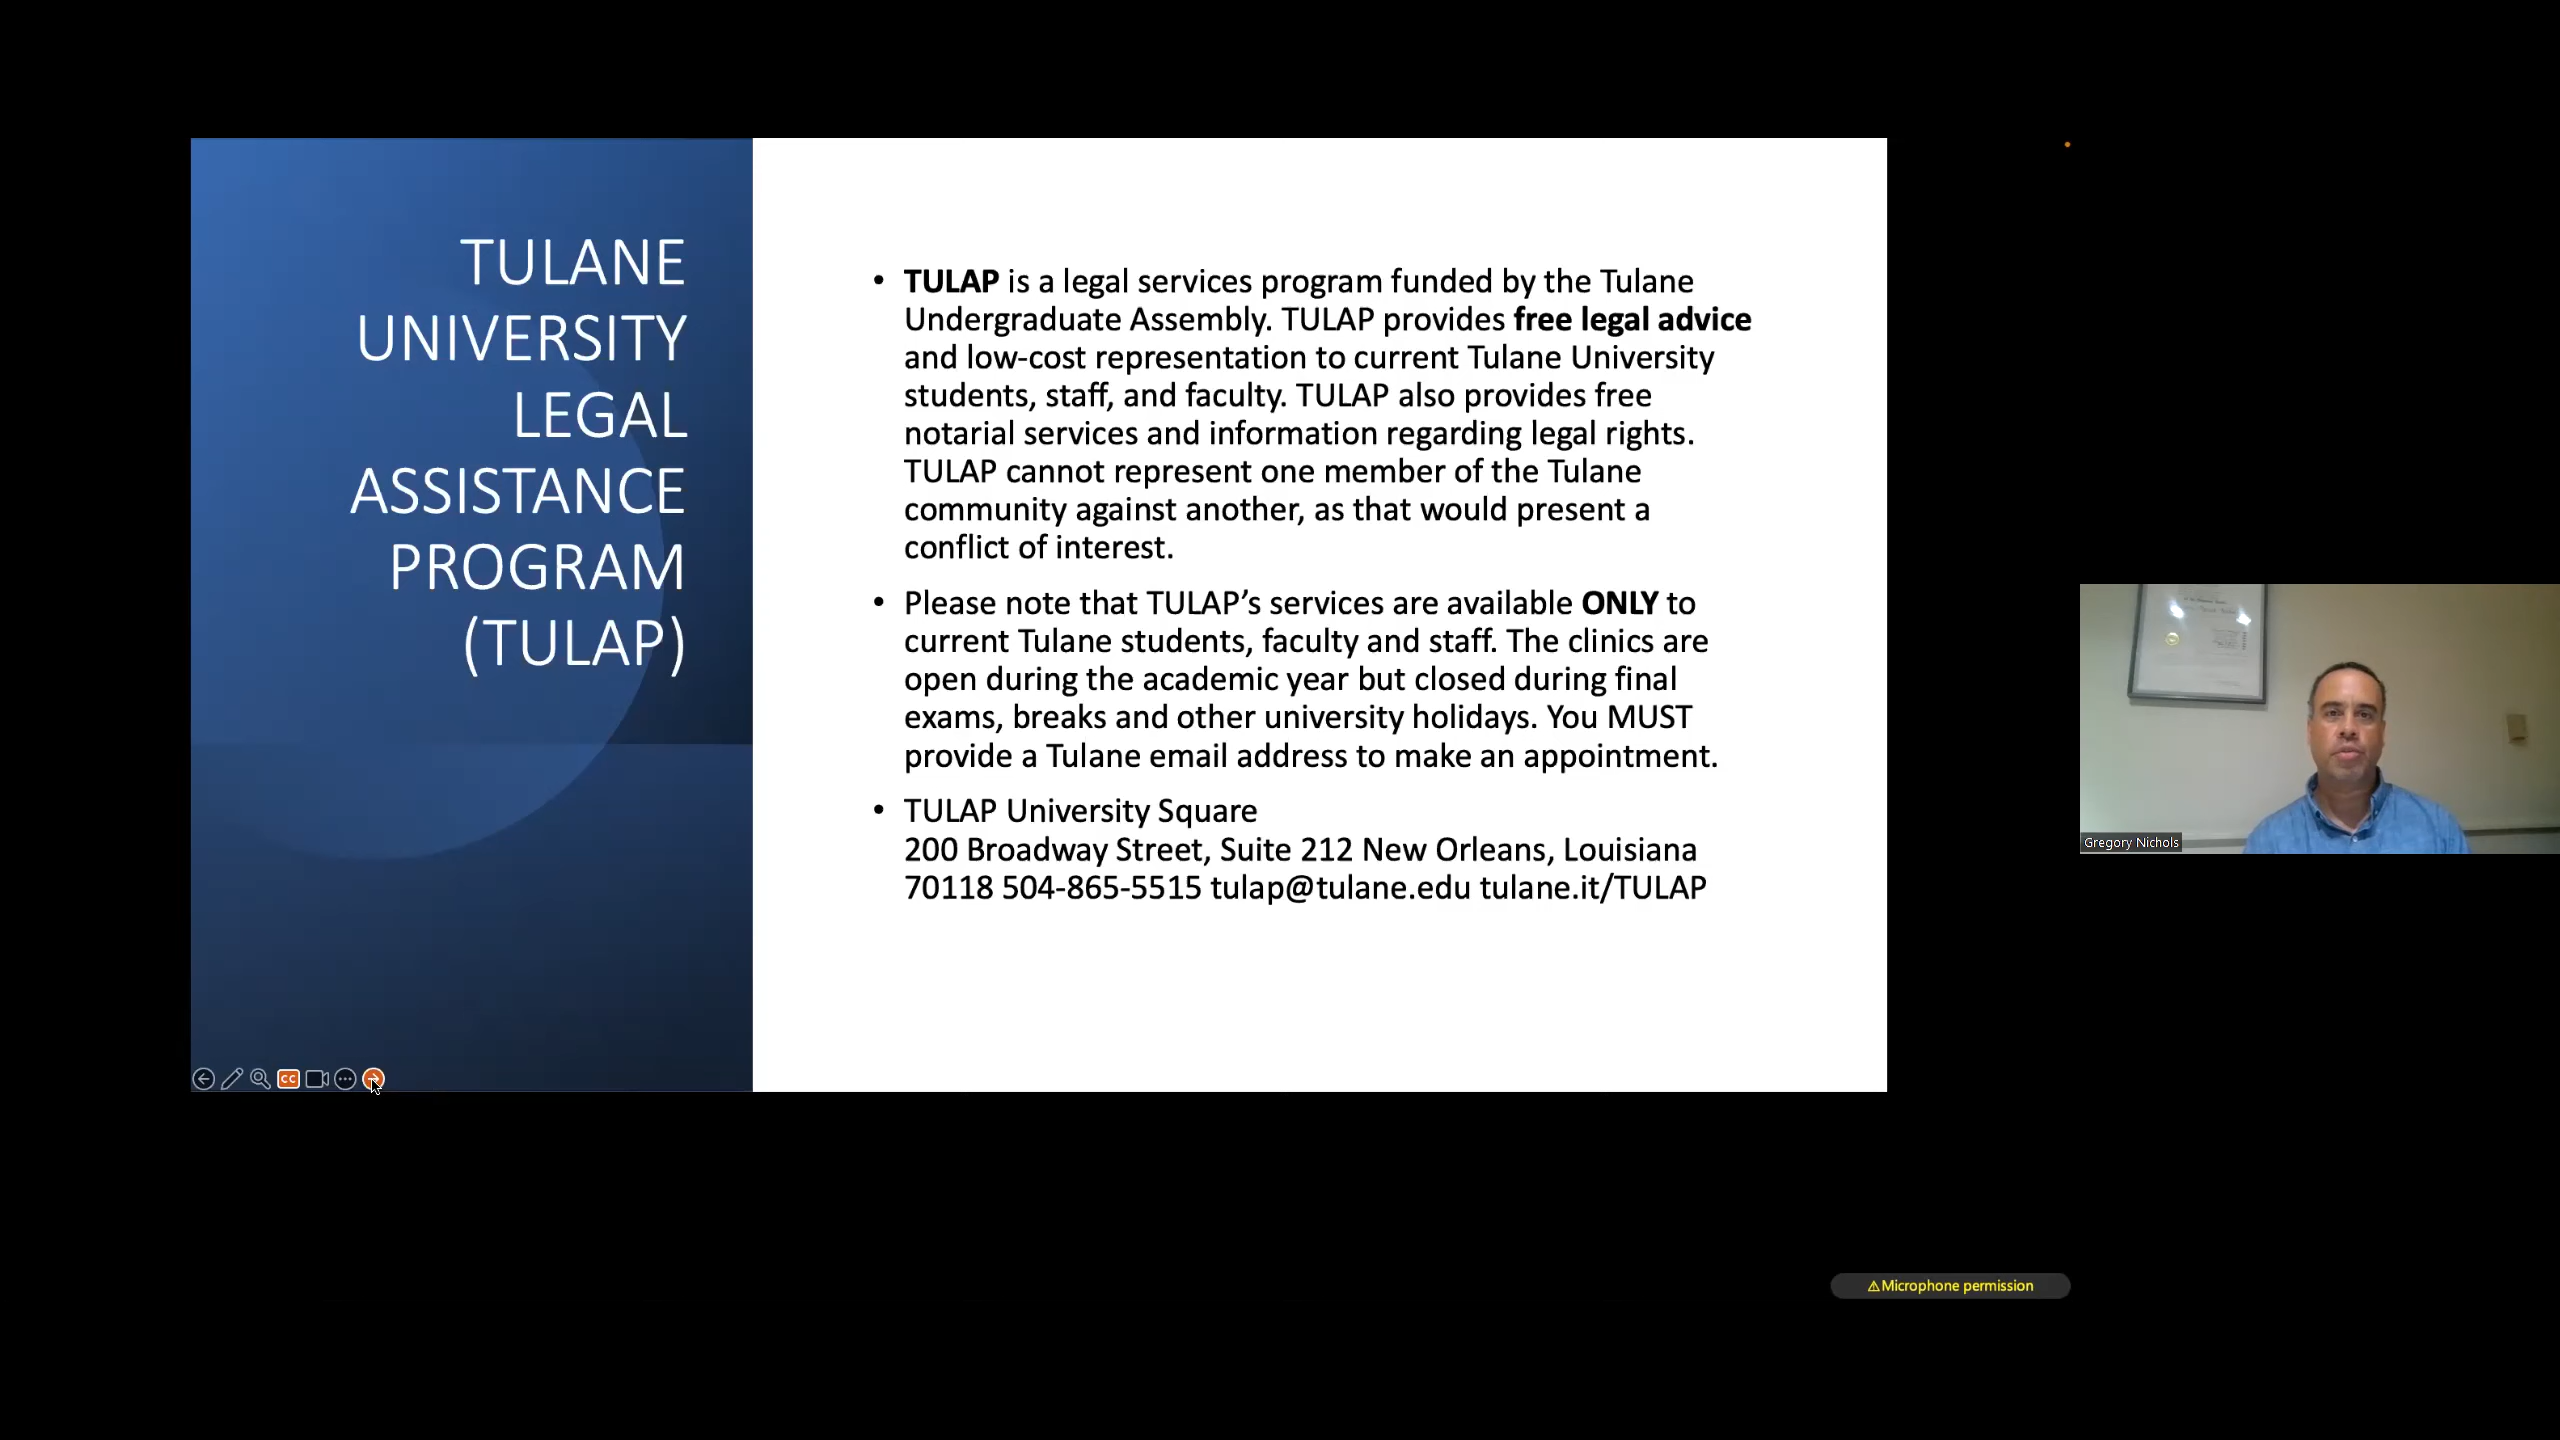 TULANE
UNIVERSITY
LEGAL
ASSISTANCE
PROGRAM
(TULAP)
• TULAP is a legal services program funded by the Tulane
Undergraduate Assembly. TULAP provides free legal advice
and low-cost representation to current Tulane University
students, staff, and faculty. TULAP also provides free
notarial services and information regarding legal rights.
TULAP cannot represent one member of the Tulane
community against another, as that would present a
conflict of interest.
• Please note that TULAP’s services are available ONLY to
current Tulane students, faculty and staff. The clinics are
open during the academic year but closed during final
exams, breaks and other university holidays. You MUST
provide a Tulane email address to make an appointment.
• TULAP University Square
200 Broadway Street, Suite 212 New Orleans, Louisiana
70118 504-865-5515 tulap@tulane.edu tulane.it/TULAP
CC
Gregory Nichols
⚠Microphone permission